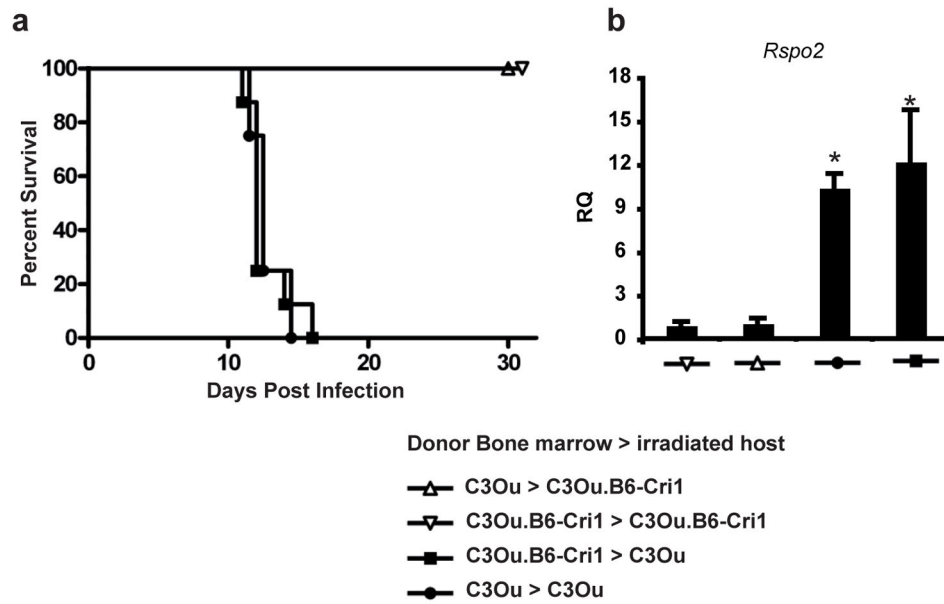 a
b
Rspo2
Percent Survival
100
80
60
40
20
0
0
10
20
30
Days Post Infection
RQ
18
15
12
9
6
3
0
*
*
Donor Bone marrow > irradiated host
C3Ou > C3Ou.B6-Cri1
C3Ou.B6-Cri1 > C3Ou.B6-Cri1
C3Ou.B6-Cri1 > C3Ou
C3Ou > C3Ou